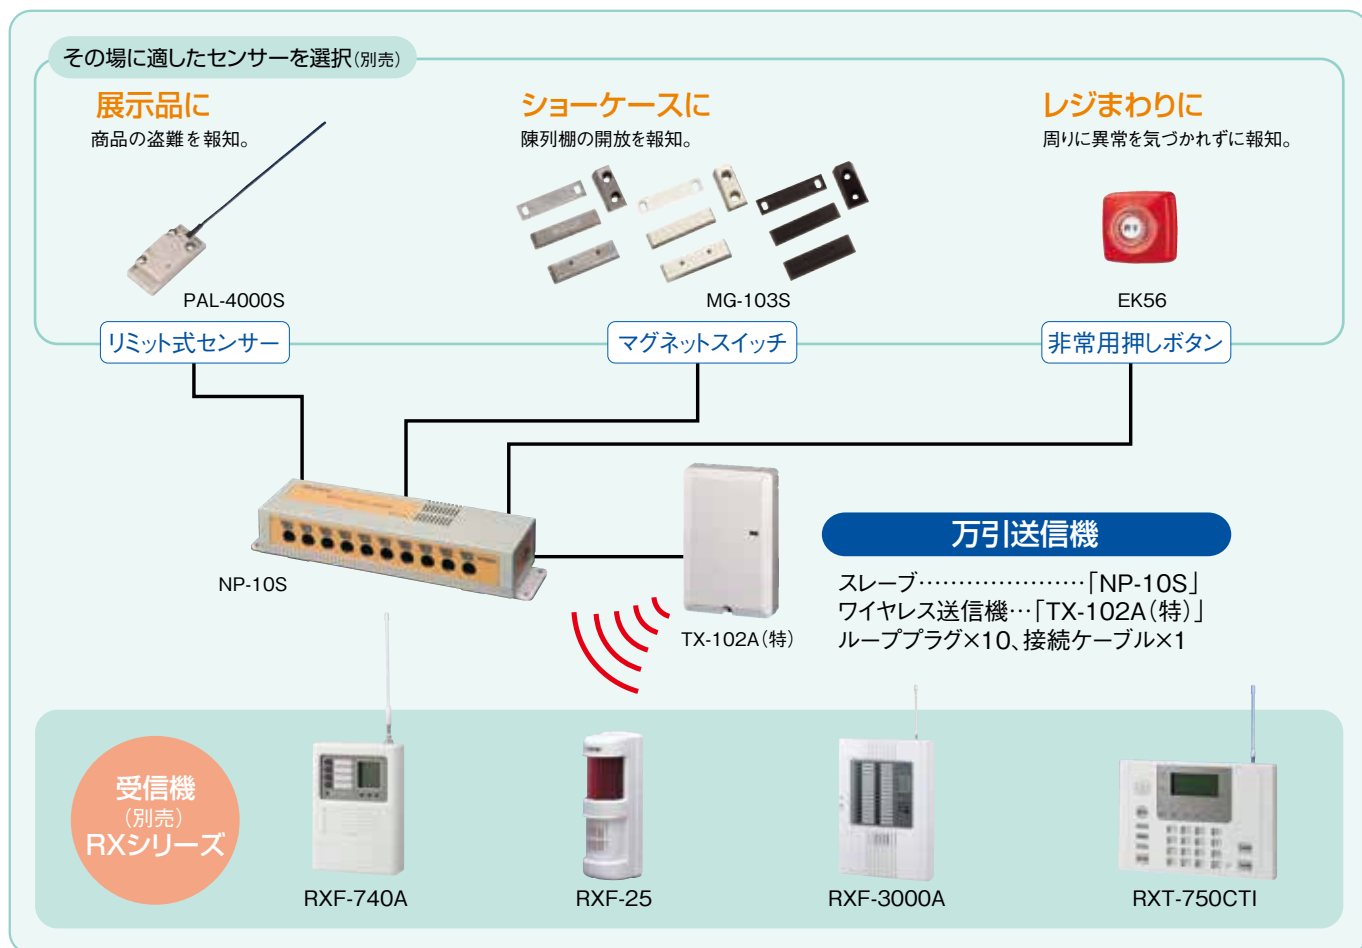 その場に適したセンサーを選択(別売)
展示品に
商品の盗難を報知。
PAL-4000S
リミット式センサー
ショーケースに
陳列棚の開放を報知。
MG-103S
マグネットスイッチ
レジまわりに
周りに異常を気づかれずに報知。
EK56
非常用押しボタン
NP-10S
TX-102A(特)
万引送信機
スレーブ…………………「NP-10S」
ワイヤレス送信機…「TX-102A(特)」
ループプラグ×10、接続ケーブル×1
受信機
(別売)
RXシリーズ
RXF-740A
RXF-25
RXF-3000A
RXT-750CTI